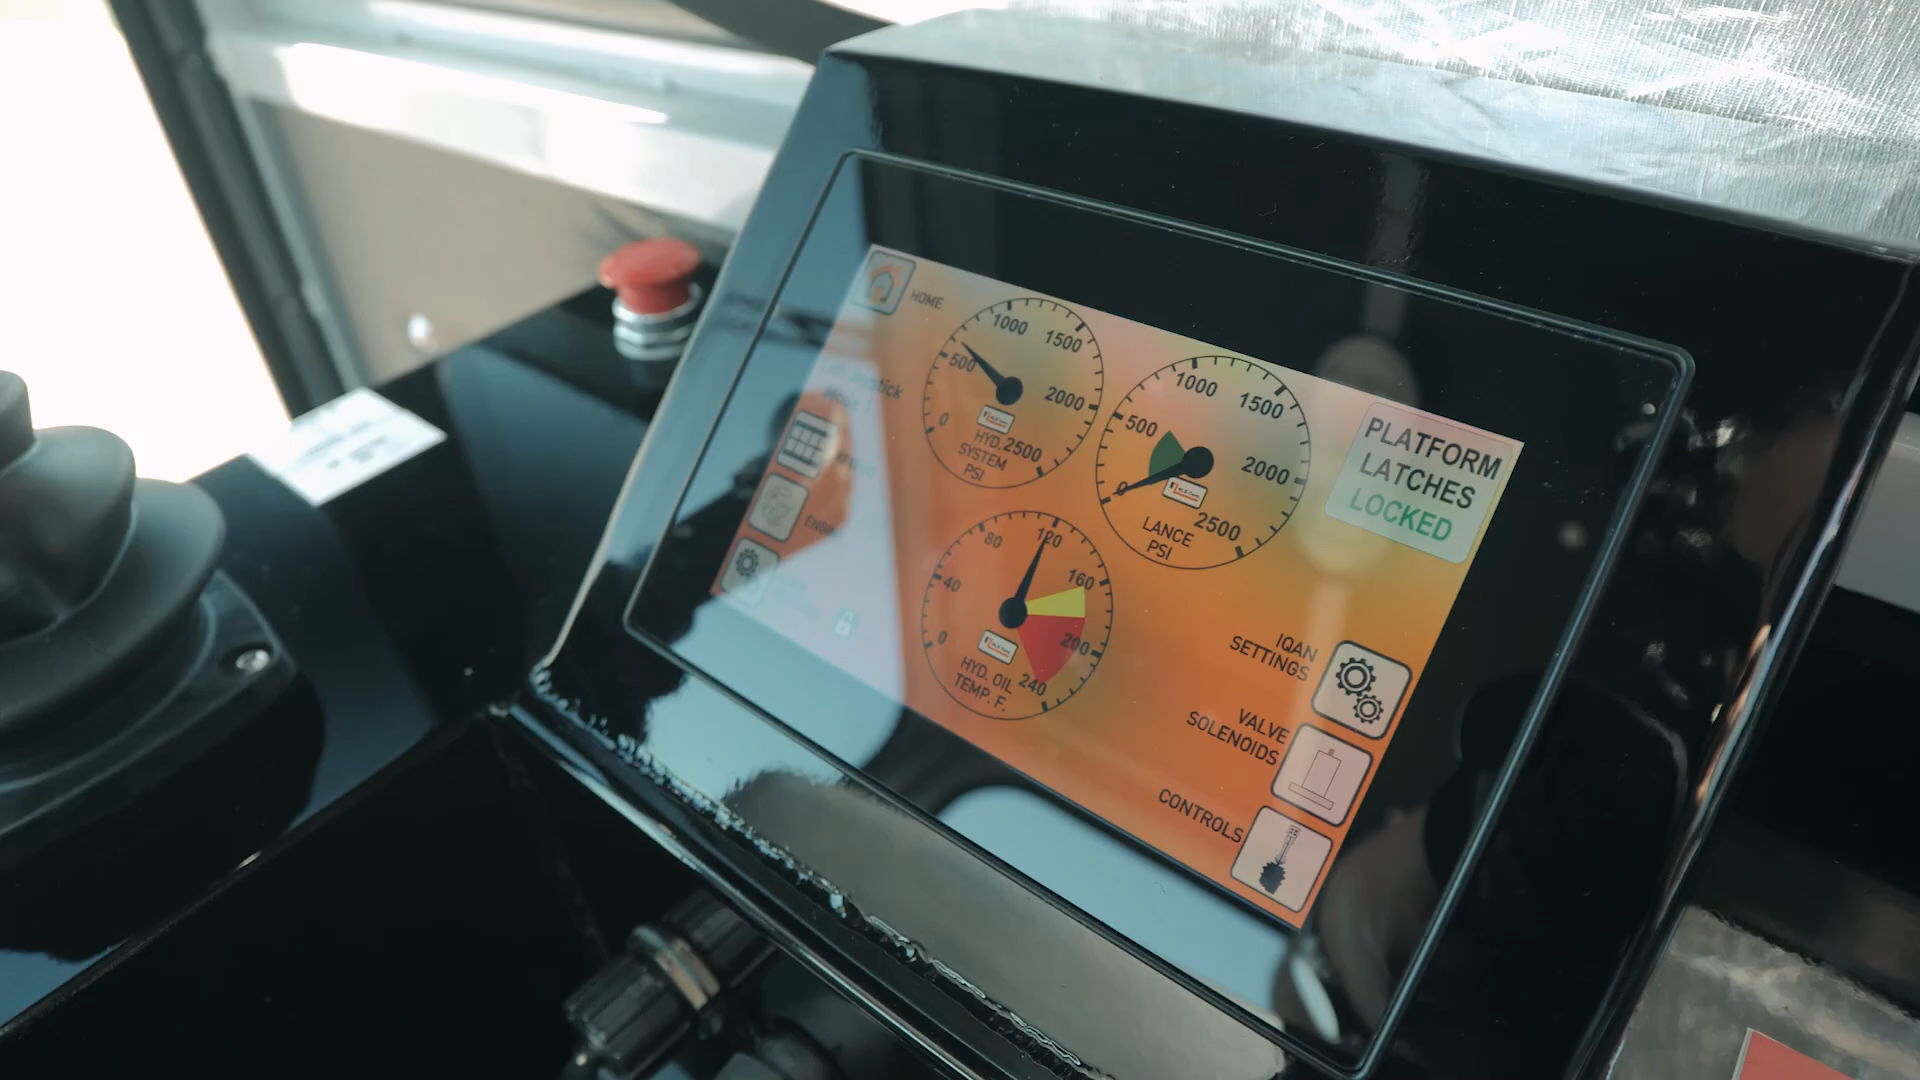 HOME
1000
1500
500
2000
0
2500
HYD.
SYSTEM
PSI
1000
1500
500
2000
0
2500
LANCE
PSI
PLATFORM
LATCHES
LOCKED
120
80
160
40
200
0
240
HYD. OIL
TEMP. F.
IQAN
SETTINGS
VALVE
SOLENOIDS
CONTROLS